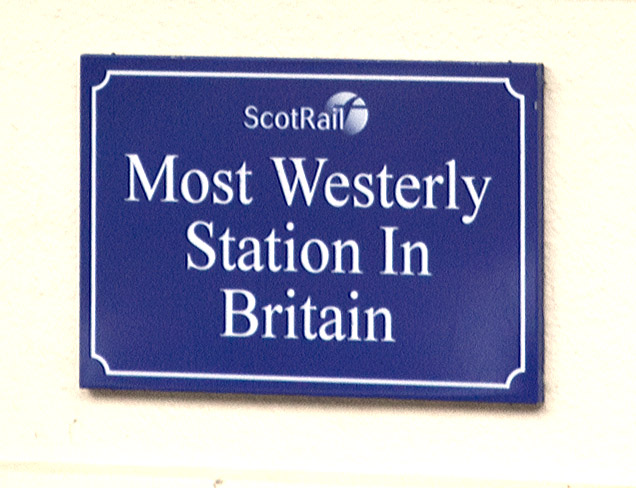 ScotRail
Most Westerly
Station In
Britain